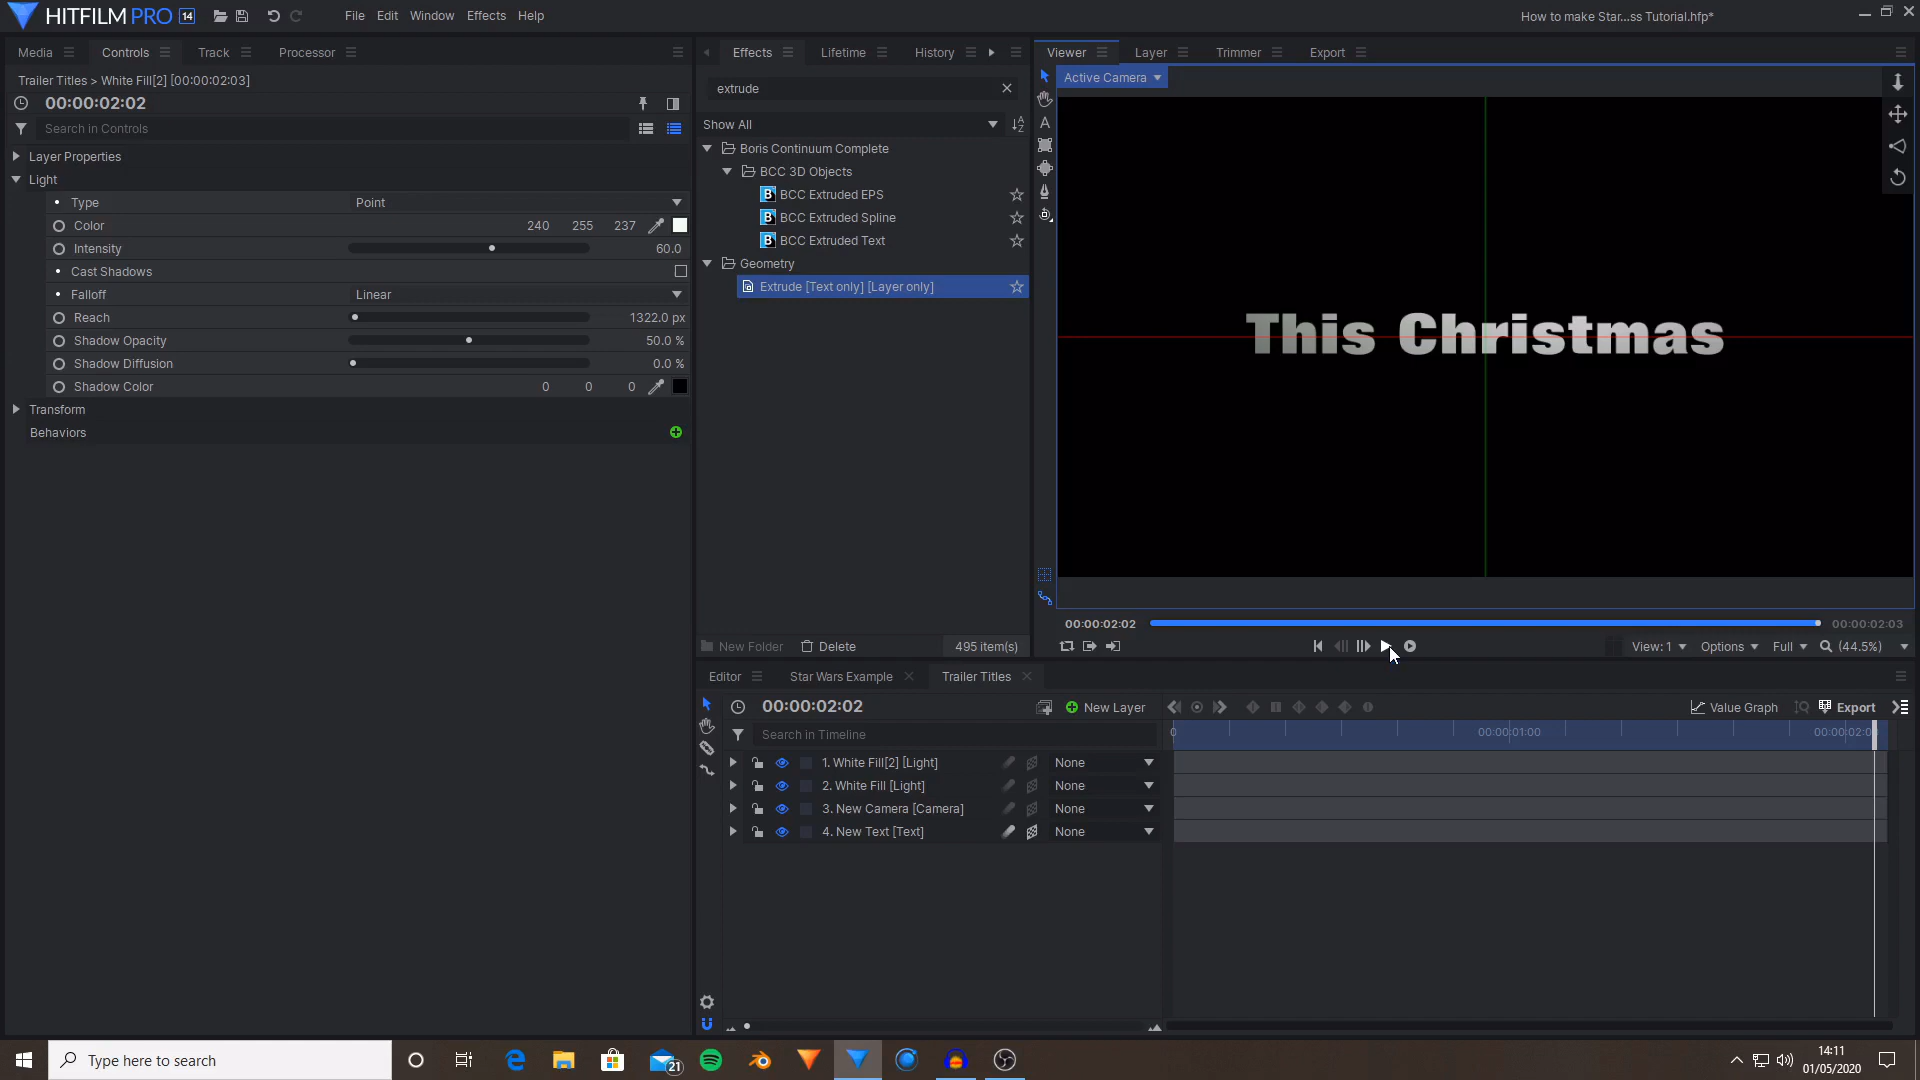 HITFILM PRO 14
File Edit Window Effects Help
How to make Star...ss Tutorial.hfp*
Media Controls Track Processor
Trailer Titles > White Fill[2] [00:00:02:03]
00:00:02:02
Search in Controls
Layer Properties
Light
Type Point
Color 240 255 237
Intensity 60.0
Cast Shadows
Falloff Linear
Reach 1322.0 px
Shadow Opacity 50.0 %
Shadow Diffusion 0.0 %
Shadow Color 0 0 0
Transform
Behaviors
Effects Lifetime History
extrude
Show All
Boris Continuum Complete
BCC 3D Objects
BCC Extruded EPS
BCC Extruded Spline
BCC Extruded Text
Geometry
Extrude [Text only] [Layer only]
New Folder Delete 495 item(s)
Viewer Layer Trimmer Export
Active Camera
This Christmas
00:00:02:02 00:00:02:03
View: 1 Options Full (44.5%)
Editor Star Wars Example Trailer Titles
00:00:02:02 New Layer Value Graph Export
Search in Timeline
0 00:00:01:00 00:00:02:0
1. White Fill[2] [Light] None
2. White Fill [Light] None
3. New Camera [Camera] None
4. New Text [Text] None
Type here to search
21
14:11
01/05/2020